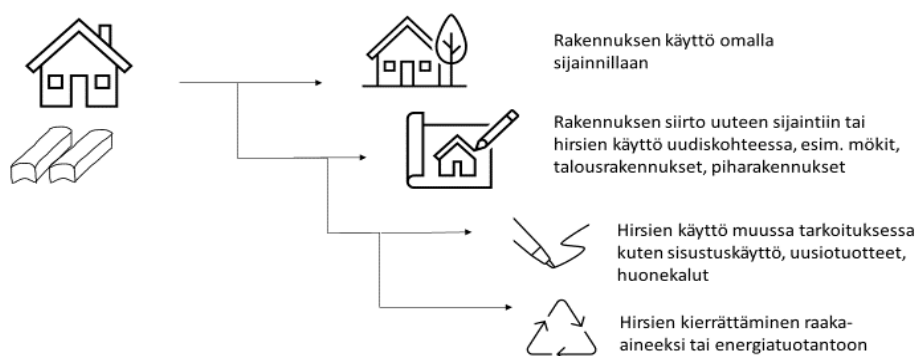 Rakennuksen käyttö omalla
sijainnillaan
Rakennuksen siirto uuteen sijaintiin tai
hirsien käyttö uudiskohteessa, esim. mökit,
talousrakennukset, piharakennukset
Hirsien käyttö muussa tarkoituksessa
kuten sisustuskäyttö, uusiotuotteet,
huonekalut
Hirsien kierrättäminen raaka-
aineeksi tai energiatuotantoon